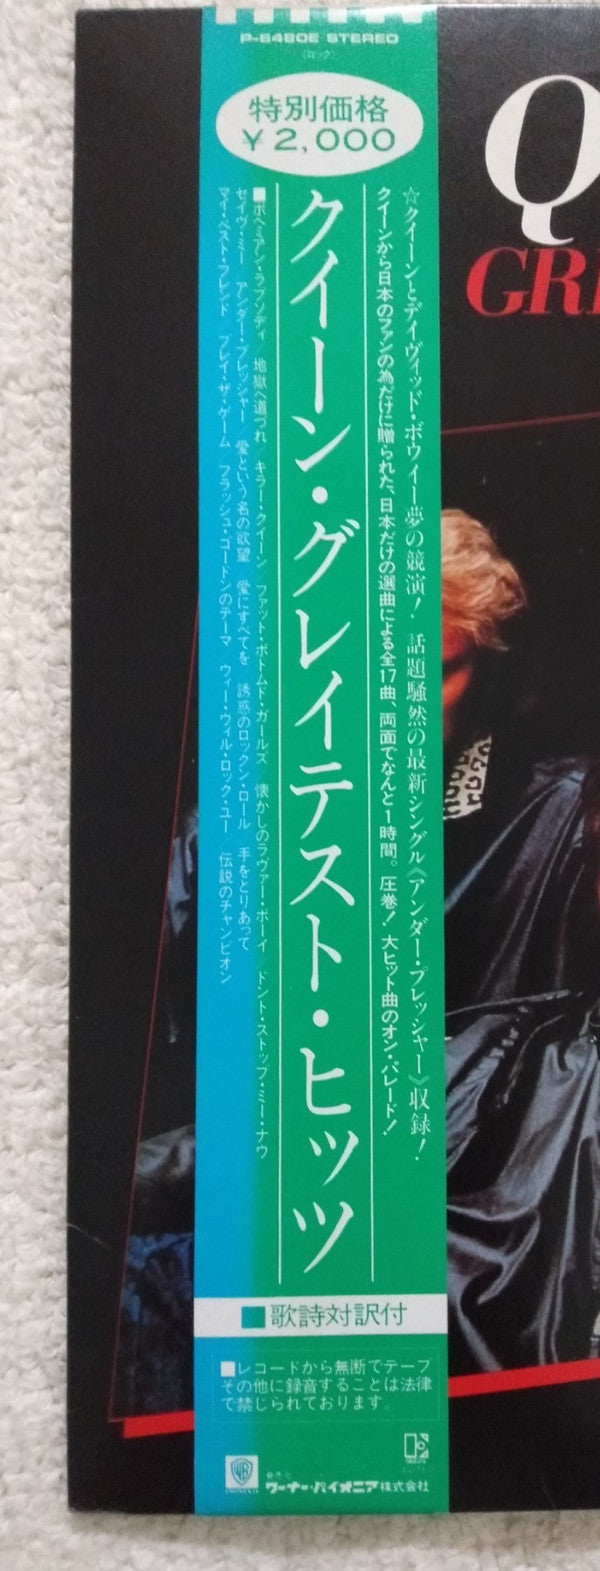 P-6480E STEREO
(ロック)
特別価格
¥2,000
☆クイーンとデイヴィッド・ボウイー夢の競演! 話題騒然の最新シングル《アンダー・プレッシャー》収録!
クイーンから日本のファンの為だけに贈られた、日本だけの選曲による全17曲、両面でなんと1時間。圧巻! 大ヒット曲のオン・パレード!
クイーン・グレイテスト・ヒッツ
■ボヘミアン・ラプソディ/地獄へ道づれ/キラー・クイーン/ファット・ボトムド・ガールズ/懐かしのラヴァー・ボーイ/ドント・ストップ・ミー・ナウ
セイヴ・ミー/アンダー・プレッシャー/愛という名の欲望/愛にすべてを/誘惑のロックン・ロール/手をとりあって
マイ・ベスト・フレンド/プレイ・ザ・ゲーム/フラッシュ・ゴードンのテーマ/ウィー・ウィル・ロック・ユー/伝説のチャンピオン
■歌詩対訳付
■レコードから無断でテープ
その他に録音することは法律
で禁じられております。
発売元
ワーナー・パイオニア株式会社
Q
GRE